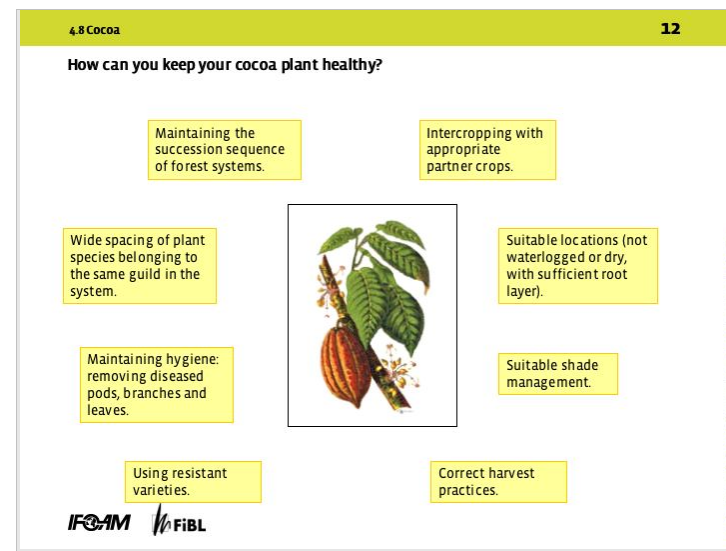 4.8 Cocoa
12
How can you keep your cocoa plant healthy?
Maintaining the
succession sequence
of forest systems.
Intercropping with
appropriate
partner crops.
Wide spacing of plant
species belonging to
the same guild in the
system.
Suitable locations (not
waterlogged or dry,
with sufficient root
layer).
Maintaining hygiene:
removing diseased
pods, branches and
leaves.
Suitable shade
management.
Using resistant
varieties.
Correct harvest
practices.
IFOAM
FiBL